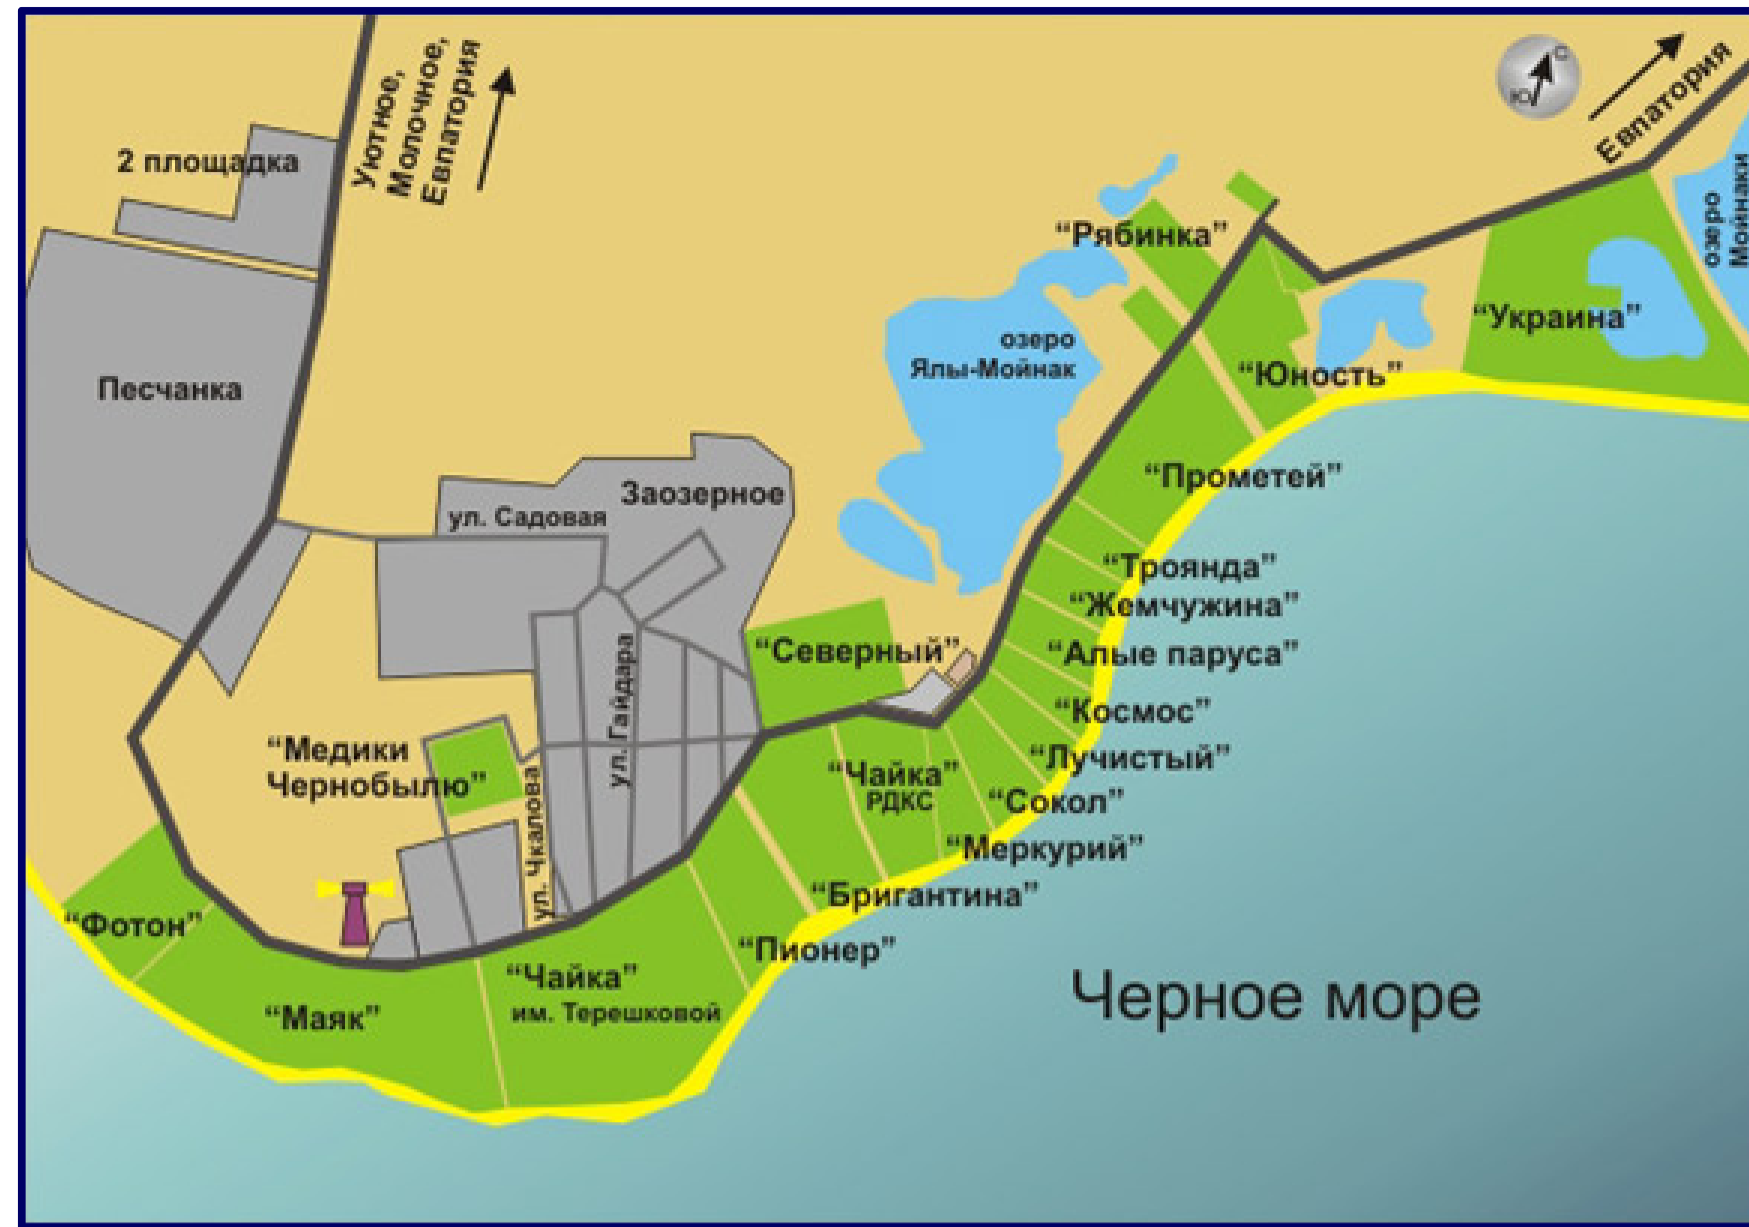 Уютное,
Молочное,
Евпатория
С
Ю
Евпатория
2 площадка
озеро
Мойнаки
“Рябинка”
“Украина”
озеро
Ялы-Мойнак
“Юность”
Песчанка
“Прометей”
Заозерное
ул. Садовая
“Троянда”
“Жемчужина”
“Северный”
“Алые паруса”
ул. Гайдара
“Космос”
“Медики
Чернобылю”
“Лучистый”
“Чайка”
РДКС
“Сокол”
ул. Чкалова
“Меркурий”
“Бригантина”
“Фотон”
“Пионер”
“Чайка”
им. Терешковой
“Маяк”
Черное море